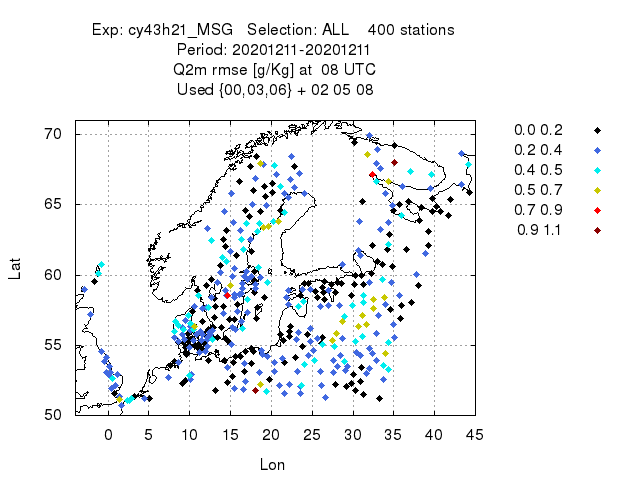 Exp: cy43h21_MSG   Selection: ALL    400 stations
Period: 20201211-20201211
Q2m rmse [g/Kg] at  08 UTC
Used {00,03,06} + 02 05 08
70
65
60
55
50
Lat
0 5 10 15 20 25 30 35 40 45
Lon
0.0 0.2
0.2 0.4
0.4 0.5
0.5 0.7
0.7 0.9
0.9 1.1